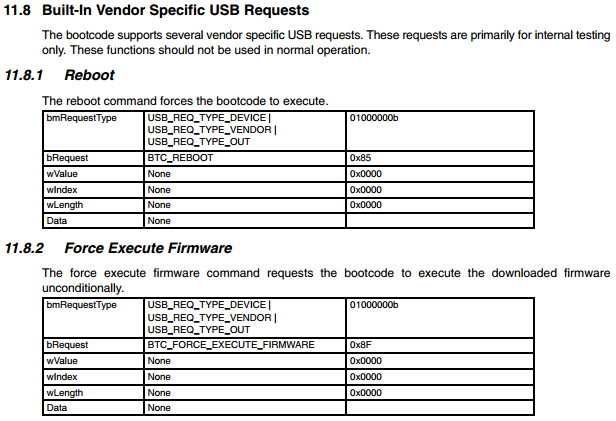 11.8 Built-In Vendor Specific USB Requests
The bootcode supports several vendor specific USB requests. These requests are primarily for internal testing
only. These functions should not be used in normal operation.
11.8.1 Reboot
The reboot command forces the bootcode to execute.
bmRequestType USB_REQ_TYPE_DEVICE | 01000000b
USB_REQ_TYPE_VENDOR |
USB_REQ_TYPE_OUT
bRequest BTC_REBOOT 0x85
wValue None 0x0000
wIndex None 0x0000
wLength None 0x0000
Data None
11.8.2 Force Execute Firmware
The force execute firmware command requests the bootcode to execute the downloaded firmware
unconditionally.
bmRequestType USB_REQ_TYPE_DEVICE | 01000000b
USB_REQ_TYPE_VENDOR |
USB_REQ_TYPE_OUT
bRequest BTC_FORCE_EXECUTE_FIRMWARE 0x8F
wValue None 0x0000
wIndex None 0x0000
wLength None 0x0000
Data None